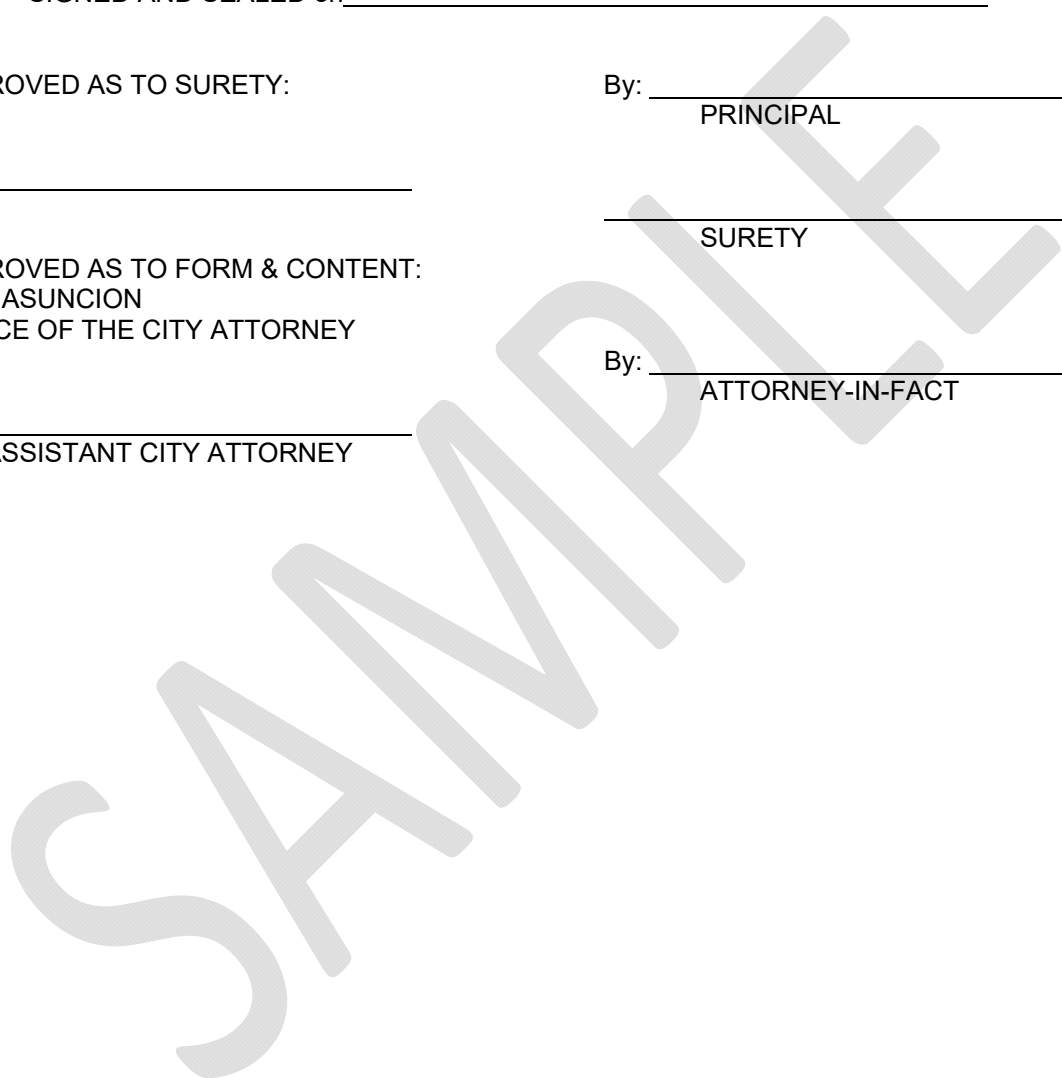 SIGNED AND SEALED on
ROVED AS TO SURETY:
By:
PRINCIPAL
SURETY
ROVED AS TO FORM & CONTENT:
ASUNCION
CE OF THE CITY ATTORNEY
By:
ATTORNEY-IN-FACT
ASSISTANT CITY ATTORNEY
SAMPLE